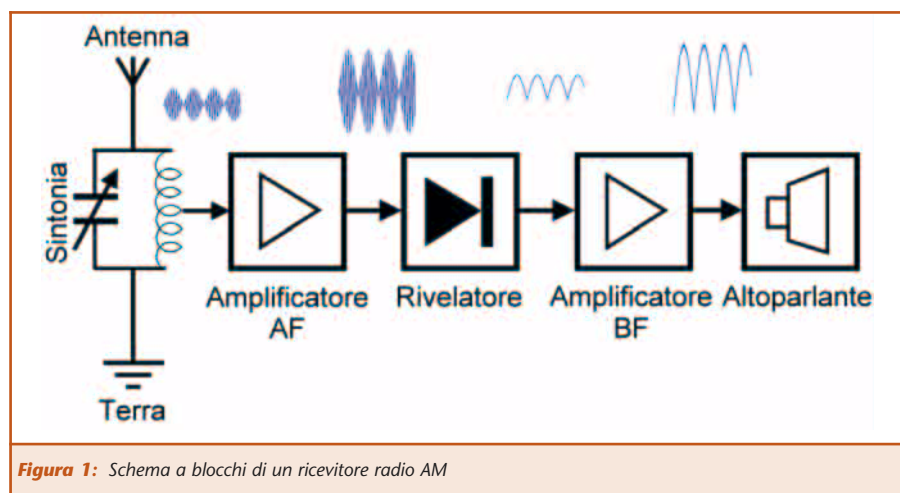 Antenna
Sintonia
Amplificatore
AF
Rivelatore
Amplificatore
BF
Altoparlante
Terra
Figura 1: Schema a blocchi di un ricevitore radio AM